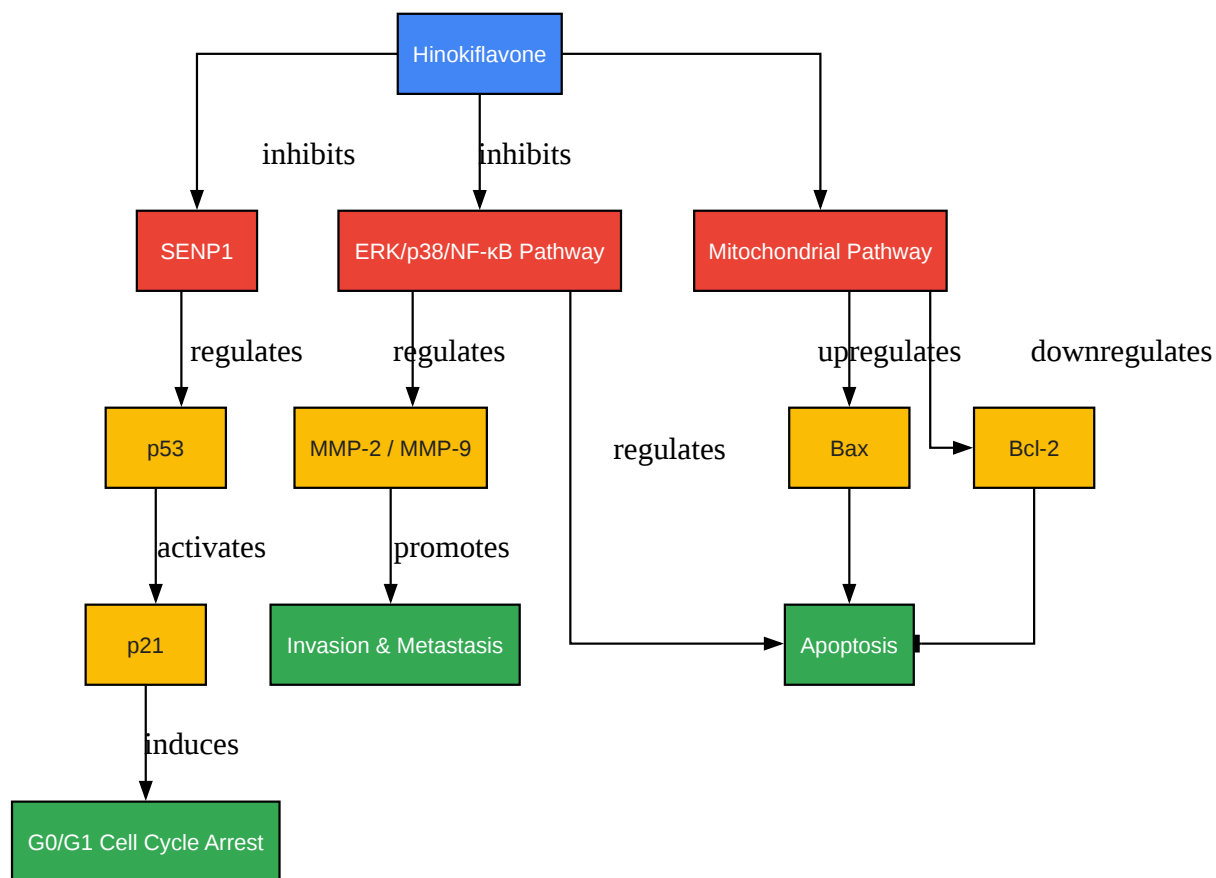 Hinokiflavone
inhibits
inhibits
SENP1
ERK/p38/NF-κB Pathway
Mitochondrial Pathway
regulates
regulates
upregulates
downregulates
p53
MMP-2 / MMP-9
regulates
Bax
Bcl-2
activates
promotes
p21
Invasion & Metastasis
Apoptosis
induces
G0/G1 Cell Cycle Arrest